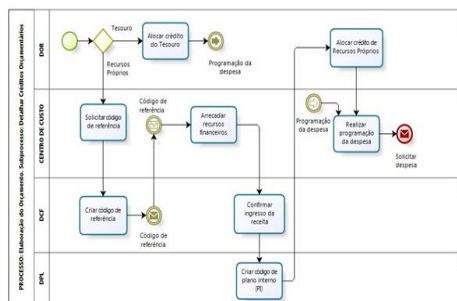 PROCESSO: Elaboração do Orçamento. Subprocesso: Detalhar Créditos Orçamentários
DOR
Tesouro
Alocar crédito
do Tesouro
Programação da
despesa
Recursos
Próprios
Alocar crédito de
Recursos Próprios
CENTRO DE CUSTO
Solicitar código
de referência
Código de
referência
Arrecadar
recursos
financeiros
Programação
da despesa
Realizar
programação
da despesa
Solicitar
despesa
DCF
Criar código de
referência
Código de
referência
Confirmar
ingresso da
receita
DPL
Criar código de
plano interno
(PI)